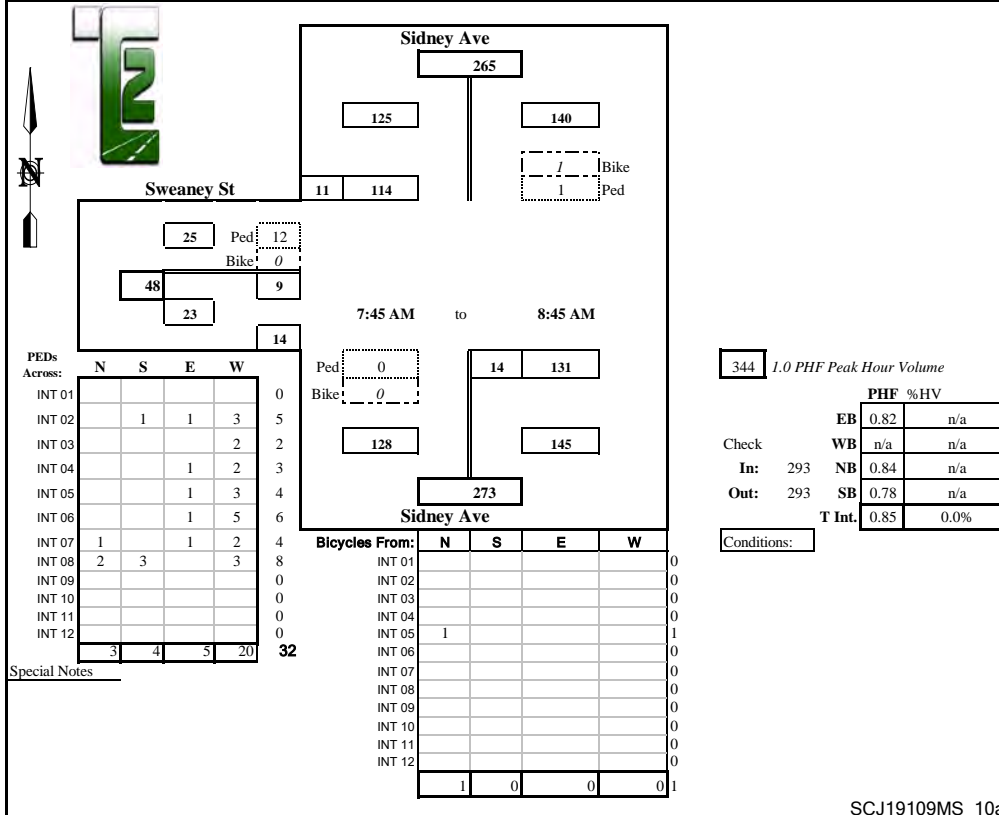 TE2
Sidney Ave
265
125 140
1 Bike
1 Ped
N
Sweaney St
11 114
25 Ped 12
Bike 0
48 9
23
7:45 AM to 8:45 AM
14
PEDs
Across: N S E W
INT 01 0
INT 02 1 1 3 5
INT 03 2 2
INT 04 1 2 3
INT 05 1 3 4
INT 06 1 5 6
INT 07 1 1 2 4
INT 08 2 3 3 8
INT 09 0
INT 10 0
INT 11 0
INT 12 0
3 4 5 20 32
Special Notes
Ped 0 14 131
Bike 0
128 145
273
Sidney Ave
Bicycles From: N S E W
INT 01 0
INT 02 0
INT 03 0
INT 04 0
INT 05 1 1
INT 06 0
INT 07 0
INT 08 0
INT 09 0
INT 10 0
INT 11 0
INT 12 0
1 0 0 0 1
344 1.0 PHF Peak Hour Volume
PHF %HV
EB 0.82 n/a
Check WB n/a n/a
In: 293 NB 0.84 n/a
Out: 293 SB 0.78 n/a
T Int. 0.85 0.0%
Conditions: